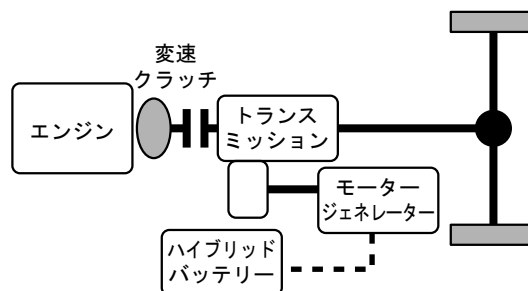 変速
クラッチ
エンジン
トランス
ミッション
モーター
ジェネレーター
ハイブリッド
バッテリー